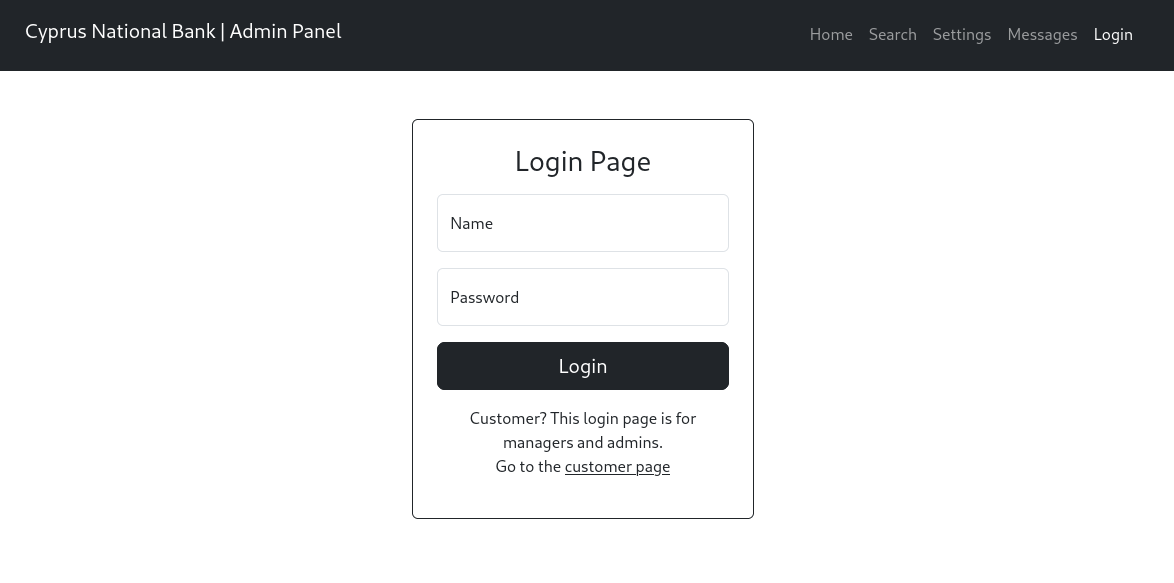 Cyprus National Bank | Admin Panel
Home Search Settings Messages Login
Login Page
Name
Password
Login
Customer? This login page is for
managers and admins.
Go to the customer page